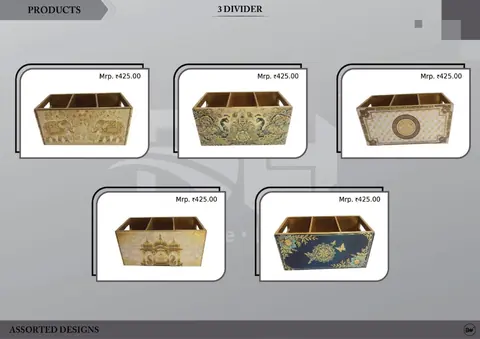 PRODUCTS
3 DIVIDER
Mrp. ₹425.00
Mrp. ₹425.00
Mrp. ₹425.00
Mrp. ₹425.00
Mrp. ₹425.00
ASSORTED DESIGNS